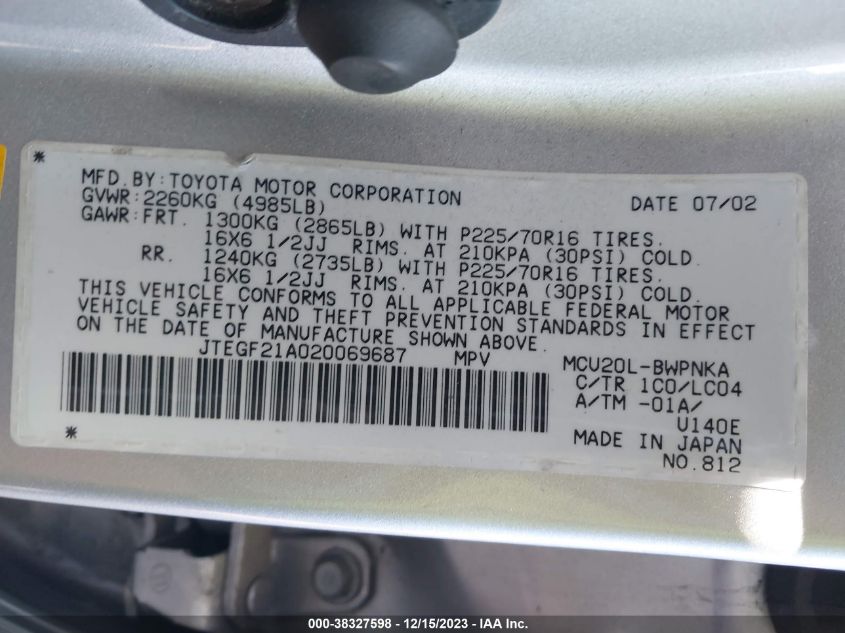 *
MFD.BY:TOYOTA MOTOR CORPORATION DATE 07/02
GVWR:2260KG (4985LB)
GAWR:FRT. 1300KG (2865LB) WITH P225/70R16 TIRES.
16X6 1/2JJ RIMS. AT 210KPA (30PSI) COLD.
RR. 1240KG (2735LB) WITH P225/70R16 TIRES.
16X6 1/2JJ RIMS. AT 210KPA (30PSI) COLD.
THIS VEHICLE CONFORMS TO ALL APPLICABLE FEDERAL MOTOR
VEHICLE SAFETY AND THEFT PREVENTION STANDARDS IN EFFECT
ON THE DATE OF MANUFACTURE SHOWN ABOVE.
JTEGF21A020069687 MPV MCU20L-BWPNKA
C/TR 1C0/LC04
A/TM -01A/
U140E
* MADE IN JAPAN
NO.812
000-38327598 - 12/15/2023 - IAA Inc.